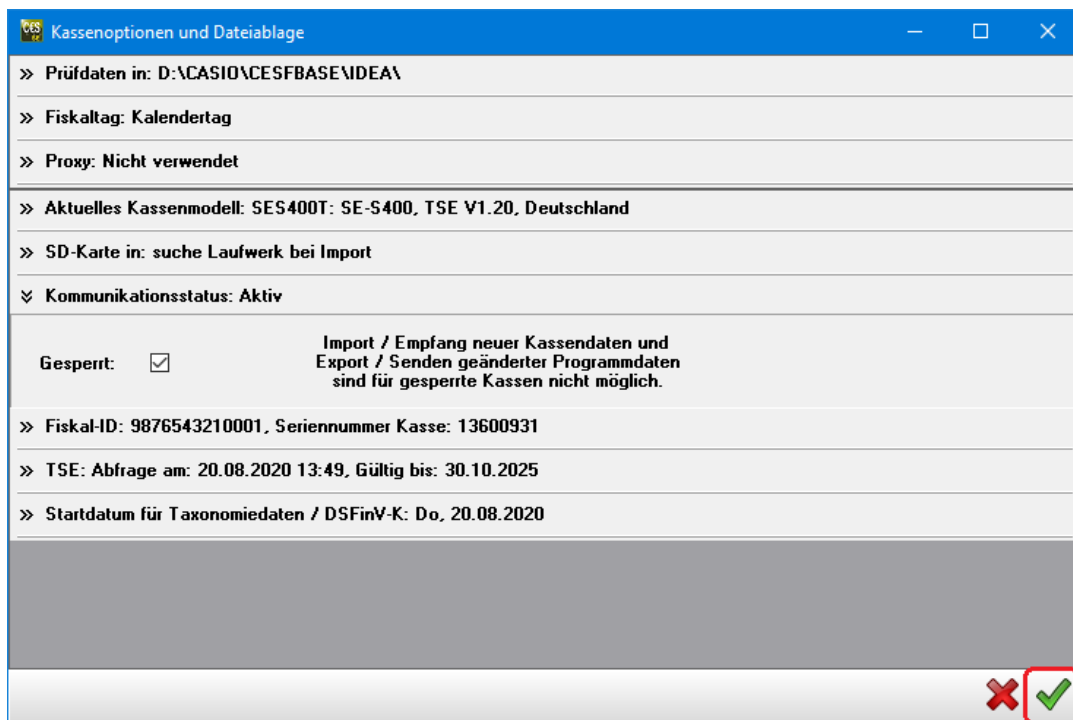 CES
Kassenoptionen und Dateiablage
» Prüfdaten in: D:\CASIO\CESFBASE\IDEA\
» Fiskaltag: Kalendertag
» Proxy: Nicht verwendet
» Aktuelles Kassenmodell: SES400T: SE-S400, TSE V1.20, Deutschland
» SD-Karte in: suche Laufwerk bei Import
Kommunikationsstatus: Aktiv
Gesperrt:
Import / Empfang neuer Kassendaten und
Export / Senden geänderter Programmdaten
sind für gesperrte Kassen nicht möglich.
» Fiskal-ID: 9876543210001, Seriennummer Kasse: 13600931
» TSE: Abfrage am: 20.08.2020 13:49, Gültig bis: 30.10.2025
» Startdatum für Taxonomiedaten / DSFinV-K: Do, 20.08.2020